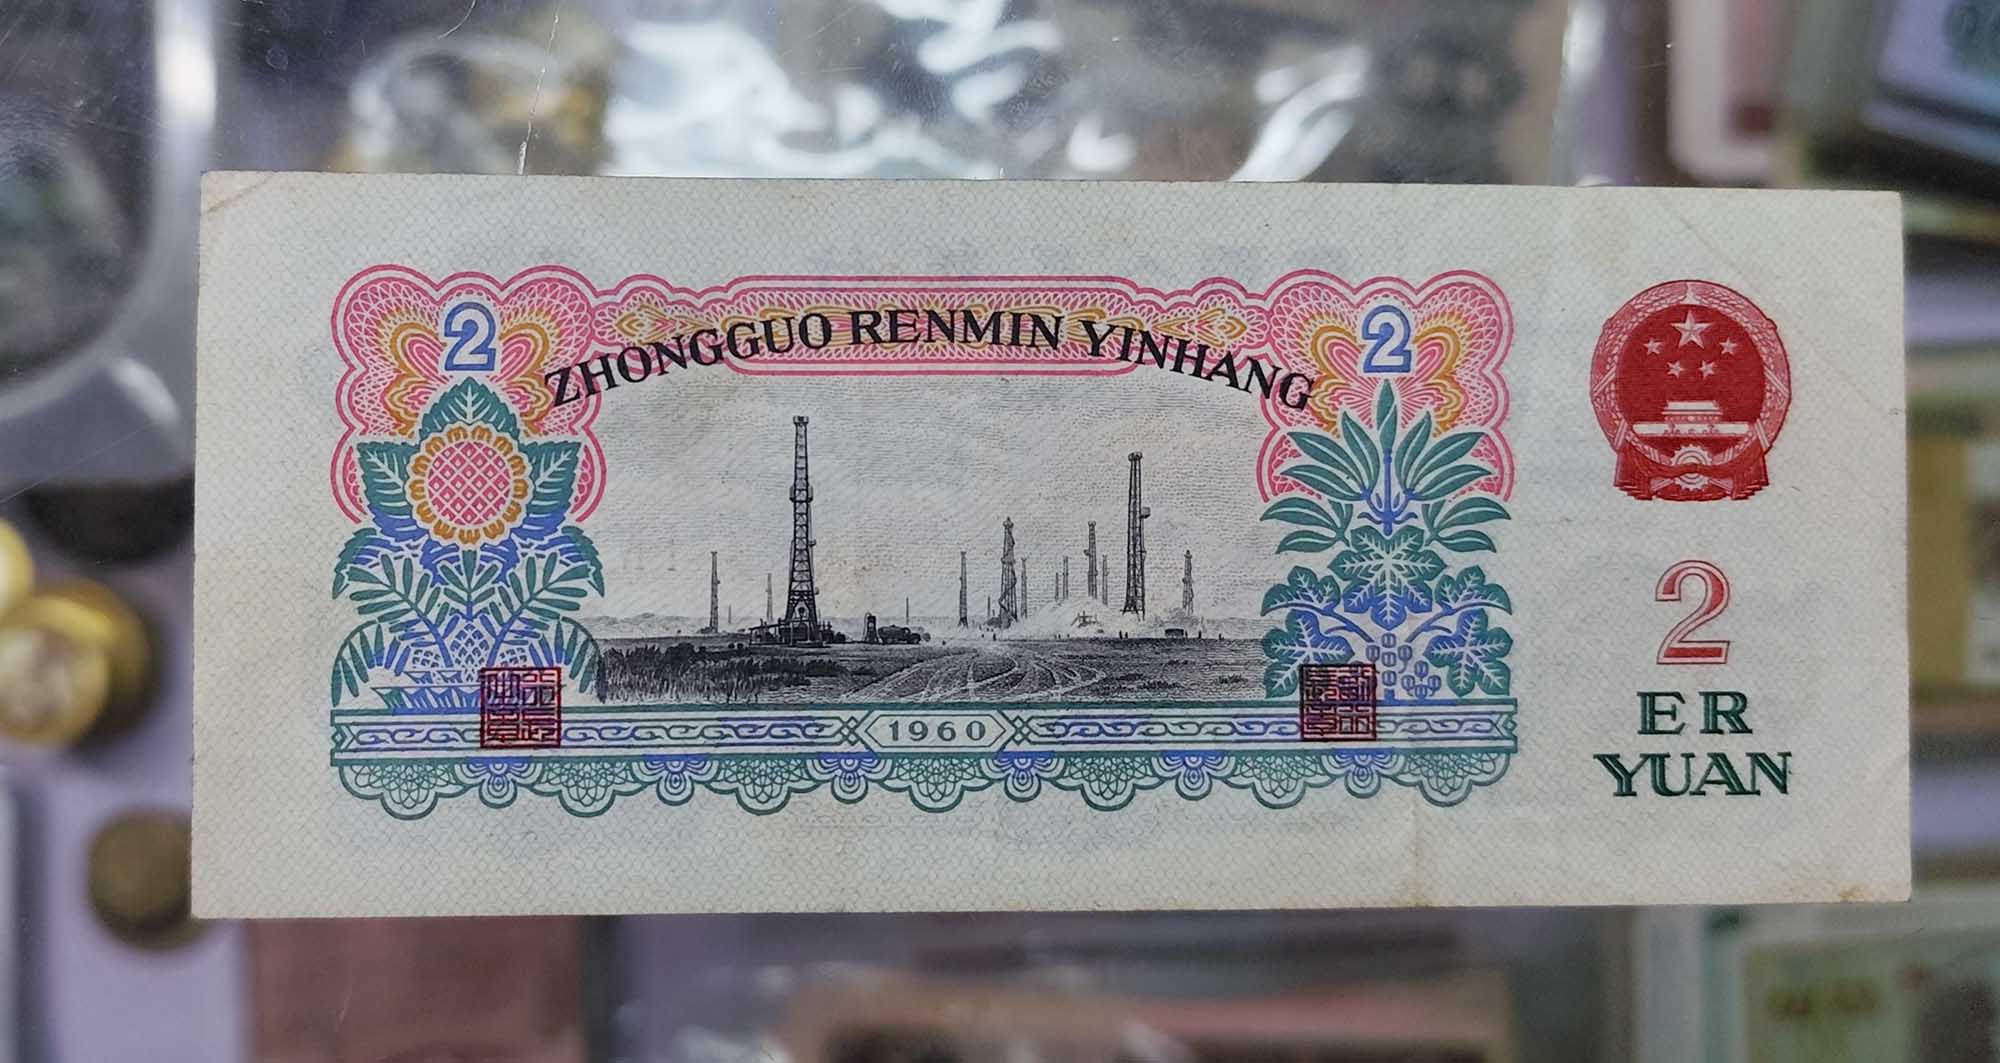 2
ZHONGGUO RENMIN YINHANG
2
1960
2
ER
YUAN